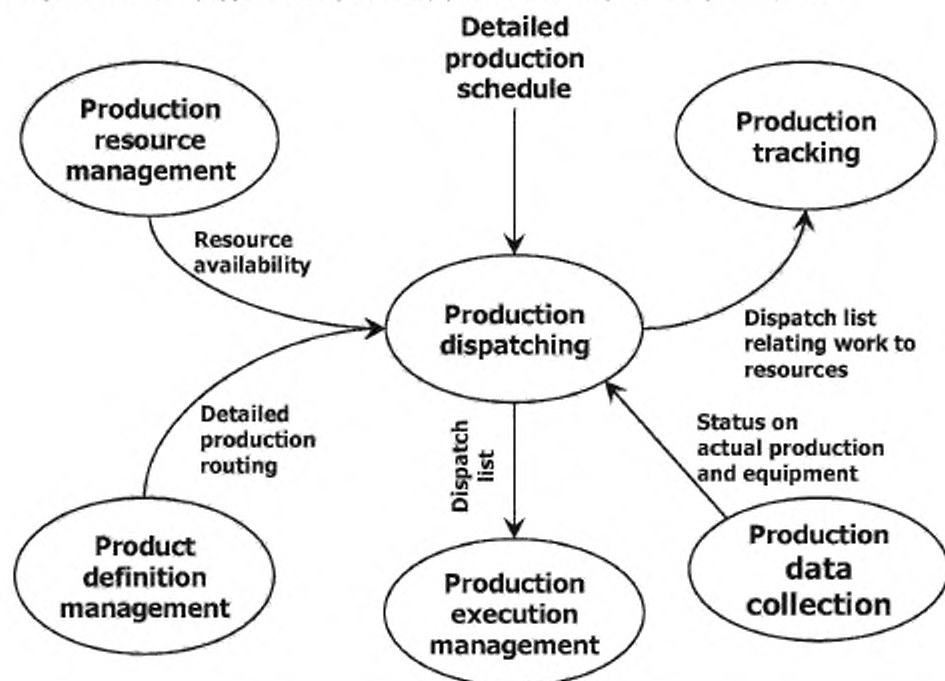 Detailed
production
schedule
Production
resource
management
Production
tracking
Resource
availability
Production
dispatching
Dispatch list
relating work to
resources
Detailed
production
routing
Dispatch
list
Status on
actual production
and equipment
Product
definition
management
Production
execution
management
Production
data
collection